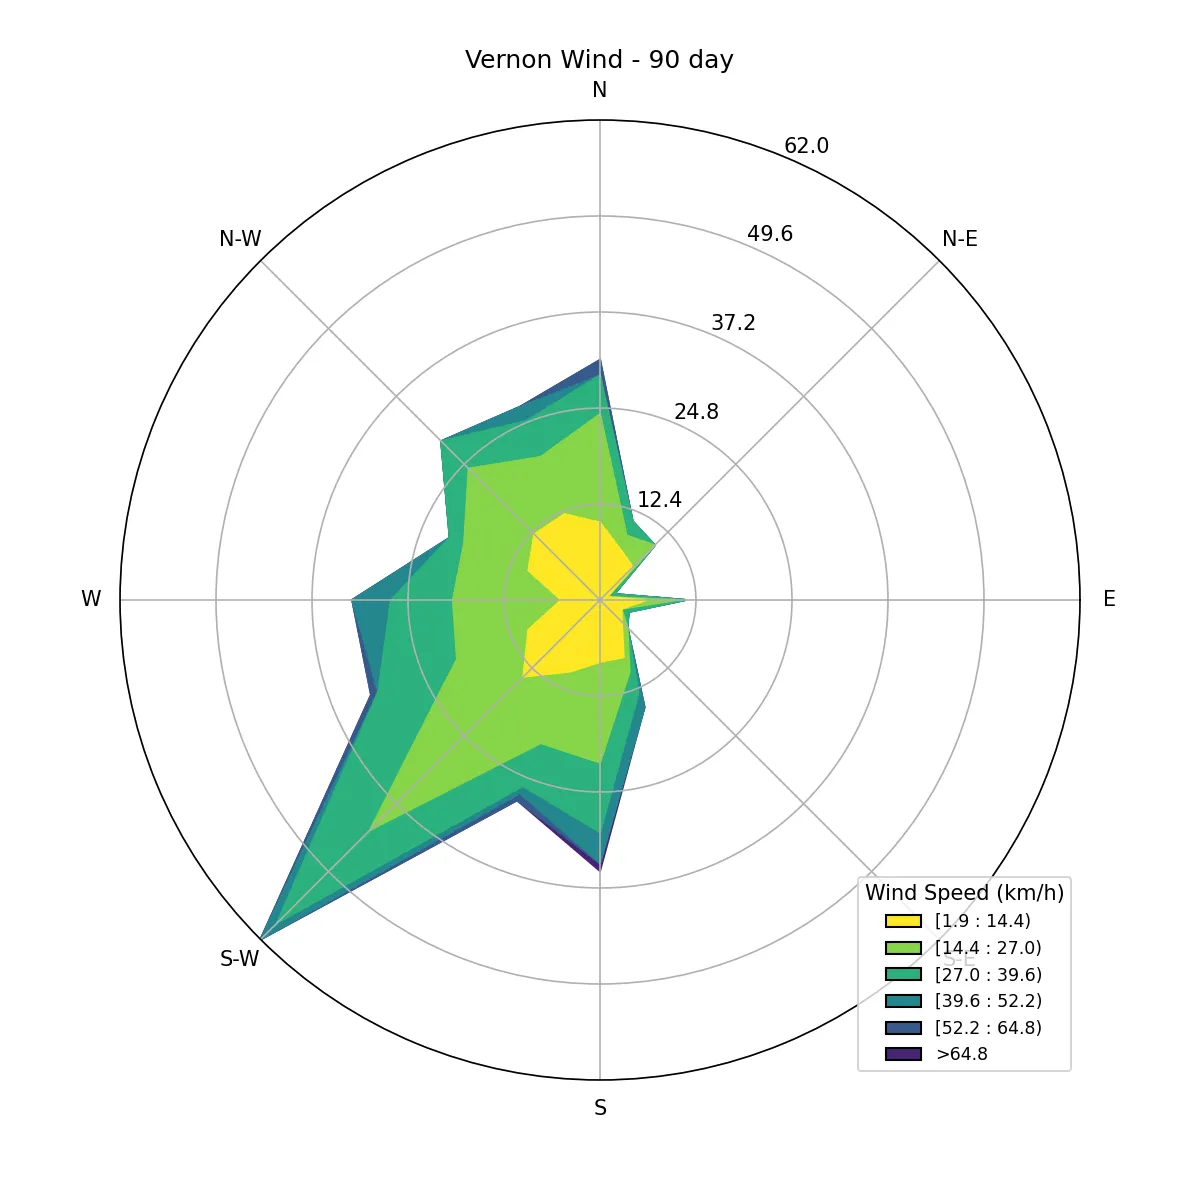 Vernon Wind - 90 day
N
62.0
N-W
49.6
N-E
37.2
24.8
12.4
W
E
S-W
S-E
S
Wind Speed (km/h)
[1.9 : 14.4)
[14.4 : 27.0)
[27.0 : 39.6)
[39.6 : 52.2)
[52.2 : 64.8)
>64.8